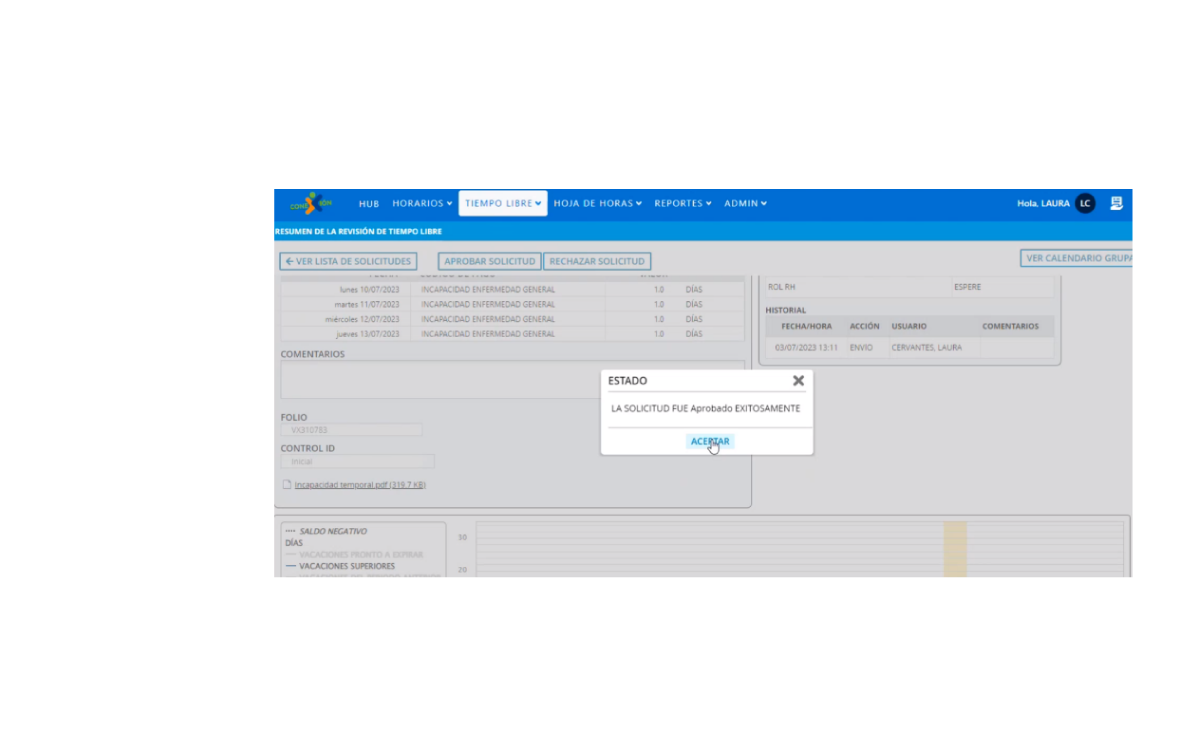 HUB HORARIOS TIEMPO LIBRE HOJA DE HORAS REPORTES ADMIN Hola, LAURA LC
RESUMEN DE LA REVISIÓN DE TIEMPO LIBRE
VER LISTA DE SOLICITUDES APROBAR SOLICITUD RECHAZAR SOLICITUD VER CALENDARIO GRUPA
lunes 10/07/2023 INCAPACIDAD ENFERMEDAD GENERAL 1.0 DÍAS
martes 11/07/2023 INCAPACIDAD ENFERMEDAD GENERAL 1.0 DÍAS
miércoles 12/07/2023 INCAPACIDAD ENFERMEDAD GENERAL 1.0 DÍAS
jueves 13/07/2023 INCAPACIDAD ENFERMEDAD GENERAL 1.0 DÍAS
COMENTARIOS
FOLIO
VX310783
CONTROL ID
Inicial
Incapacidad temporal.pdf (319.7 KB)
ROL RH ESPERE
HISTORIAL
FECHA/HORA ACCIÓN USUARIO COMENTARIOS
03/07/2023 13:11 ENVIO CERVANTES, LAURA
ESTADO
LA SOLICITUD FUE Aprobado EXITOSAMENTE
ACEPTAR
SALDO NEGATIVO
DÍAS
VACACIONES PRONTO A EXPIRAR
VACACIONES SUPERIORES
30
20